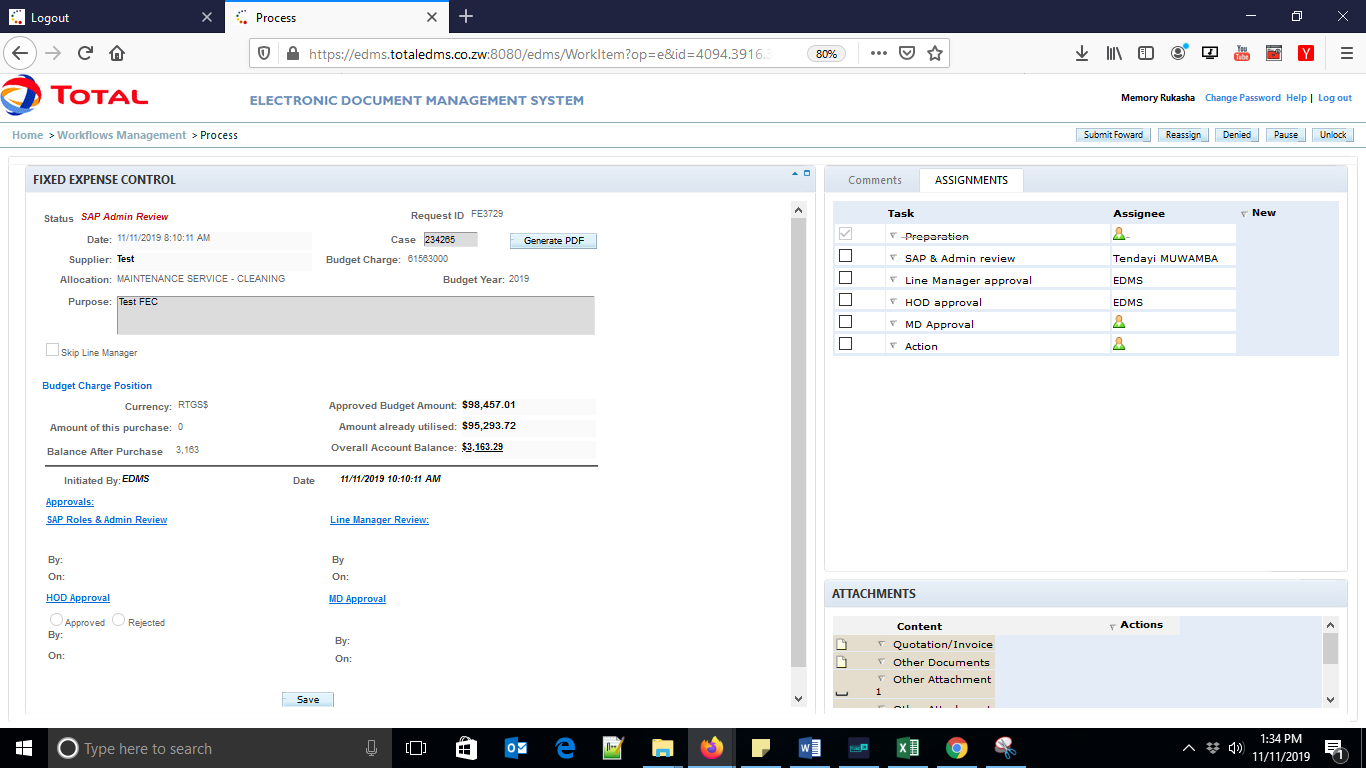 Logout
Process
https://edms.totaledms.co.zw:8080/edms/WorkItem?op=e&id=4094.3916.
80%
TOTAL
ELECTRONIC DOCUMENT MANAGEMENT SYSTEM
Memory Rukasha Change Password Help | Log out
Home > Workflows Management > Process
Submit Foward Reassign Denied Pause Unlock
FIXED EXPENSE CONTROL
Status SAP Admin Review Request ID FE3729
Date: 11/11/2019 8:10:11 AM Case 234265 Generate PDF
Supplier: Test Budget Charge: 61563000
Allocation: MAINTENANCE SERVICE - CLEANING Budget Year: 2019
Purpose: Test FEC
Skip Line Manager
Budget Charge Position
Currency: RTGS$ Approved Budget Amount: $98,457.01
Amount of this purchase: 0 Amount already utilised: $95,293.72
Balance After Purchase 3,163 Overall Account Balance: $3,163.29
Initiated By: EDMS Date 11/11/2019 10:10:11 AM
Approvals:
SAP Roles & Admin Review Line Manager Review:
By: By
On: On:
HOD Approval MD Approval
Approved Rejected
By: By:
On: On:
Save
Comments ASSIGNMENTS
Task Assignee New
Preparation
SAP & Admin review Tendayi MUWAMBA
Line Manager approval EDMS
HOD approval EDMS
MD Approval
Action
ATTACHMENTS
Content Actions
Quotation/Invoice
Other Documents
Other Attachment
1
Type here to search
1:34 PM
11/11/2019
1